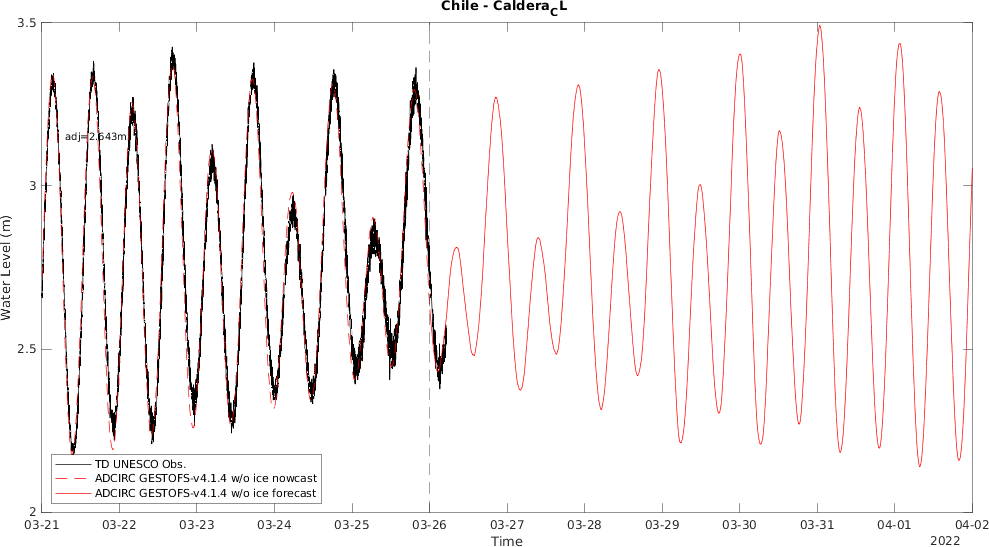 Chile - Caldera_CL
3.5
adj=2.643m
3
Water Level (m)
2.5
TD UNESCO Obs.
ADCIRC GESTOFS-v4.1.4 w/o ice nowcast
ADCIRC GESTOFS-v4.1.4 w/o ice forecast
2
03-21 03-22 03-23 03-24 03-25 03-26 03-27 03-28 03-29 03-30 03-31 04-01 04-02
Time
2022